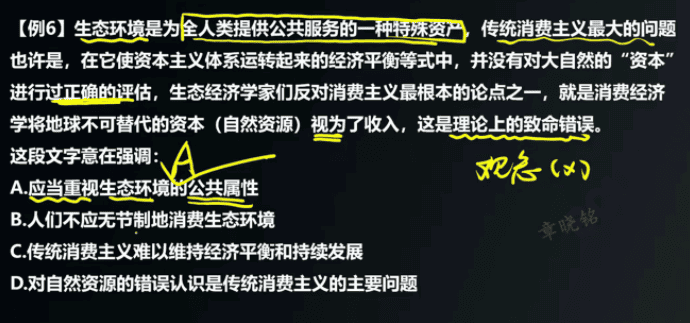 【例6】生态环境是为全人类提供公共服务的一种特殊资产，传统消费主义最大的问题
也许是，在它使资本主义体系运转起来的经济平衡等式中，并没有对大自然的“资本”
进行过正确的评估，生态经济学家们反对消费主义最根本的论点之一，就是消费经济
学将地球不可替代的资本（自然资源）视为了收入，这是理论上的致命错误。
这段文字意在强调：
A
A.应当重视生态环境的公共属性
观念(X)
B.人们不应无节制地消费生态环境
章晓铭
C.传统消费主义难以维持经济平衡和持续发展
D.对自然资源的错误认识是传统消费主义的主要问题